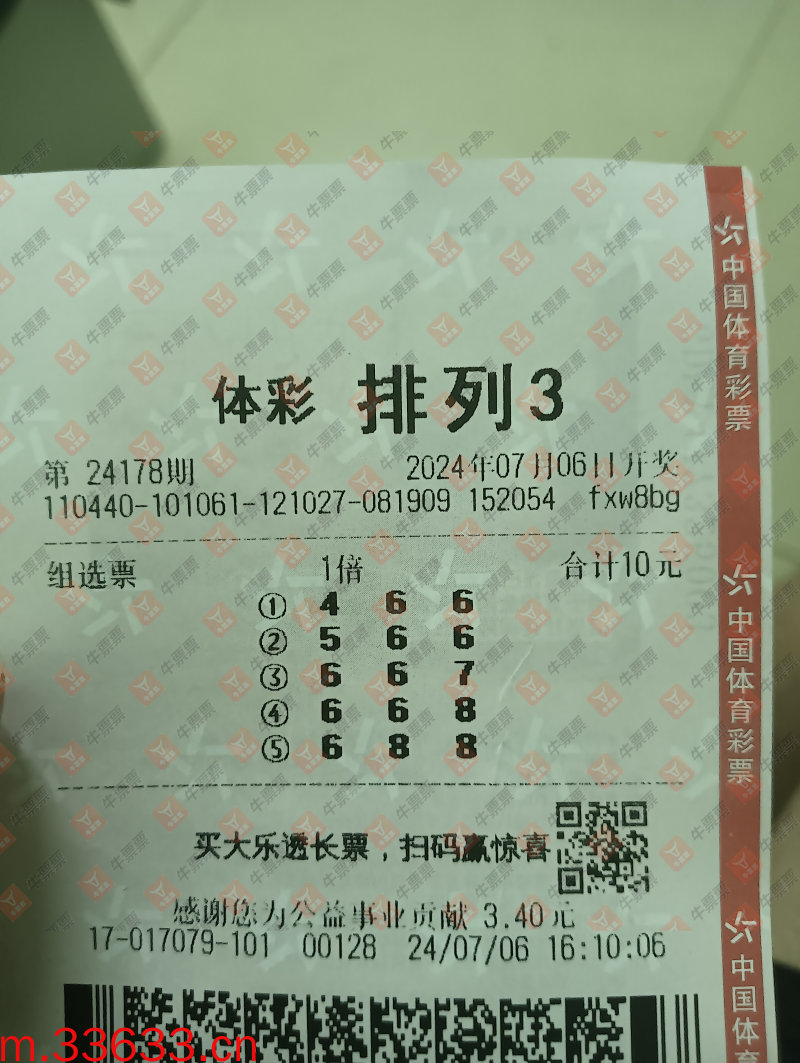 体彩 排列3
第 24178期 2024年07月06日开奖
110440-101061-121027-081909 152054 fxw8bg
组选票 1倍 合计10元
① 4 6 6
② 5 6 6
③ 6 6 7
④ 6 6 8
⑤ 6 8 8
买大乐透长票，扫码赢惊喜
感谢您为公益事业贡献 3.40元
17-017079-101 00128 24/07/06 16:10:06
中国体育彩票
中国体育彩票
中国体育
牛票票
m.33633.cn